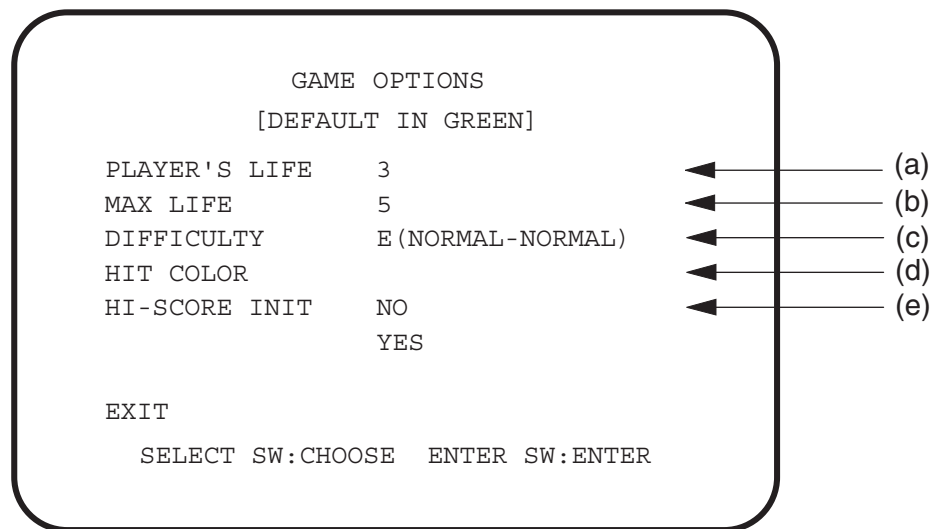 GAME OPTIONS
[DEFAULT IN GREEN]
PLAYER'S LIFE 3 (a)
MAX LIFE 5 (b)
DIFFICULTY E(NORMAL-NORMAL) (c)
HIT COLOR (d)
HI-SCORE INIT NO (e)
YES
EXIT
SELECT SW:CHOOSE ENTER SW:ENTER